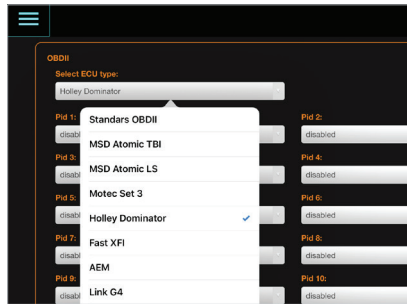 OBDII
Select ECU type:
Holley Dominator
Standars OBDII
MSD Atomic TBI
MSD Atomic LS
Motec Set 3
Holley Dominator
Fast XFI
AEM
Link G4
Pid 1:
disabl
Pid 2:
disabled
Pid 3:
disabl
Pid 4:
disabled
Pid 5:
disabl
Pid 6:
disabled
Pid 7:
disabl
Pid 8:
disabled
Pid 9:
disabl
Pid 10:
disabled